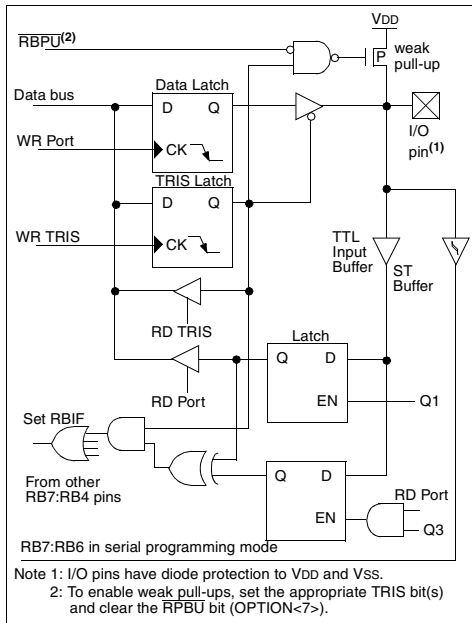 VDD
RBPU(2)
weak
pull-up
P
Data bus
Data Latch
D Q
WR Port
CK
I/O
pin(1)
TRIS Latch
D Q
WR TRIS
CK
TTL
Input
Buffer
ST
Buffer
RD TRIS
Latch
Q D
RD Port
EN
Q1
Set RBIF
From other
RB7:RB4 pins
Q D
RD Port
EN
Q3
RB7:RB6 in serial programming mode
Note 1: I/O pins have diode protection to VDD and VSS.
2: To enable weak pull-ups, set the appropriate TRIS bit(s)
and clear the RPBU bit (OPTION<7>).